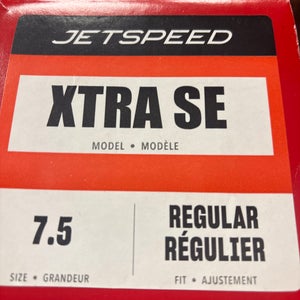 JETSPEED
XTRA SE
MODEL • MODÈLE
7.5
SIZE • GRANDEUR
REGULAR
RÉGULIER
FIT • AJUSTEMENT